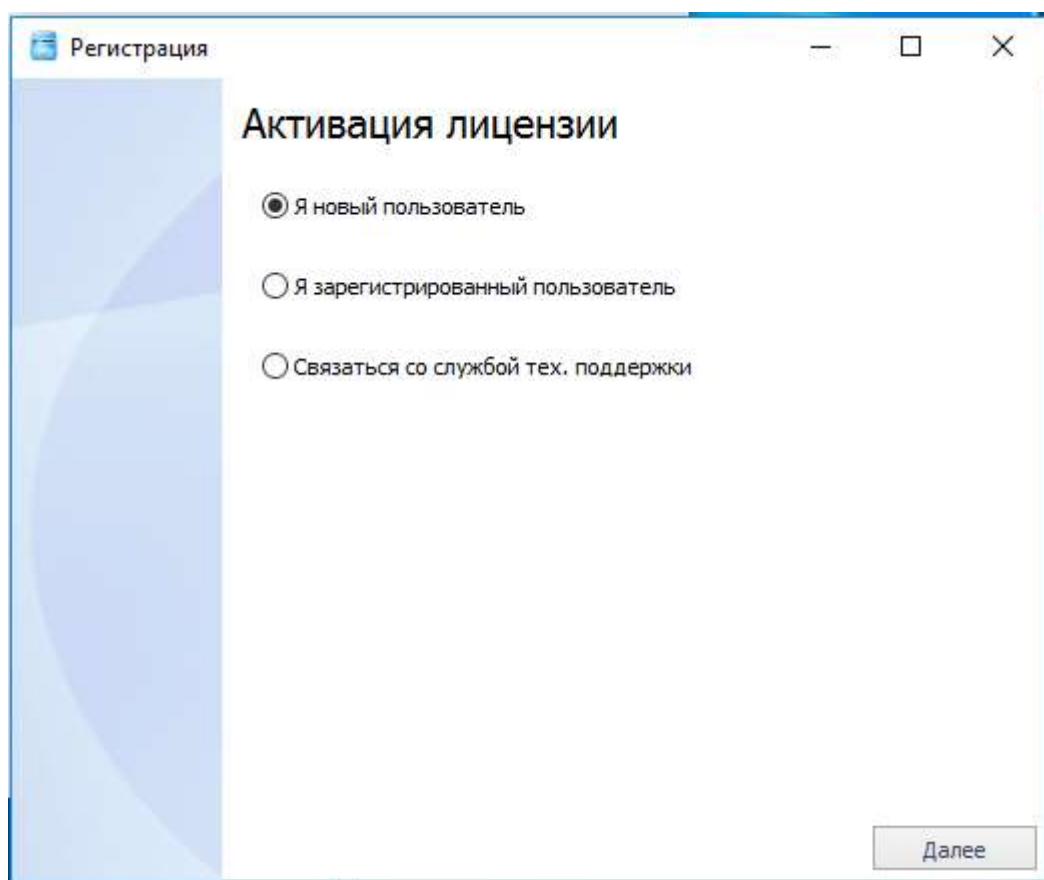 Регистрация
Активация лицензии
Я новый пользователь
Я зарегистрированный пользователь
Связаться со службой тех. поддержки
Далее